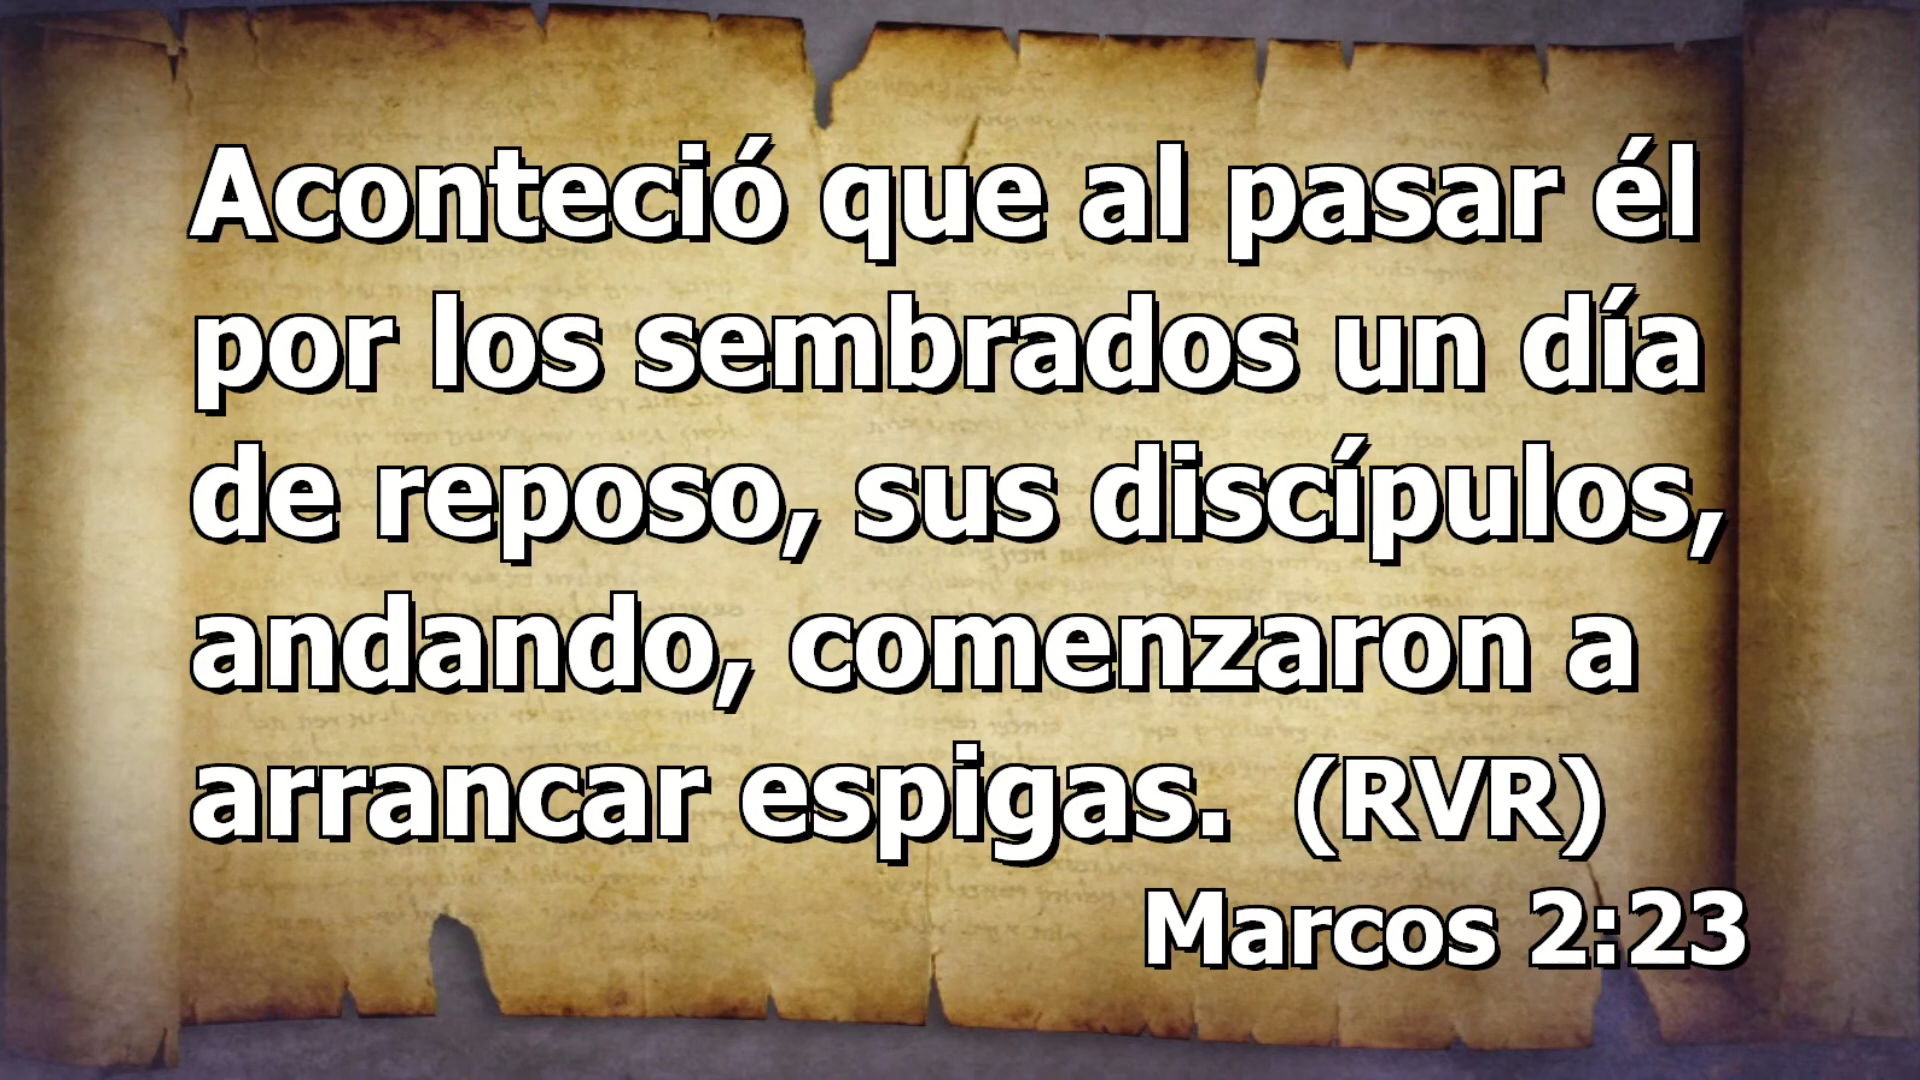 Aconteció que al pasar él
por los sembrados un día
de reposo, sus discípulos,
andando, comenzaron a
arrancar espigas. (RVR)
Marcos 2:23